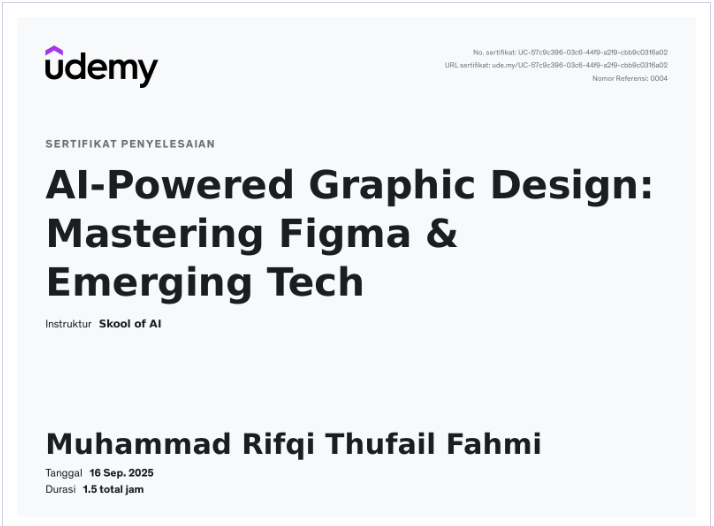 udemy
No. sertifikat: UC-57c9c396-03c6-44f9-a2f9-cbb9c0316a02
URL sertifikat: ude.my/UC-57c9c396-03c6-44f9-a2f9-cbb9c0316a02
Nomor Referensi: 0004
SERTIFIKAT PENYELESAIAN
AI-Powered Graphic Design:
Mastering Figma &
Emerging Tech
Instruktur Skool of AI
Muhammad Rifqi Thufail Fahmi
Tanggal 16 Sep. 2025
Durasi 1.5 total jam